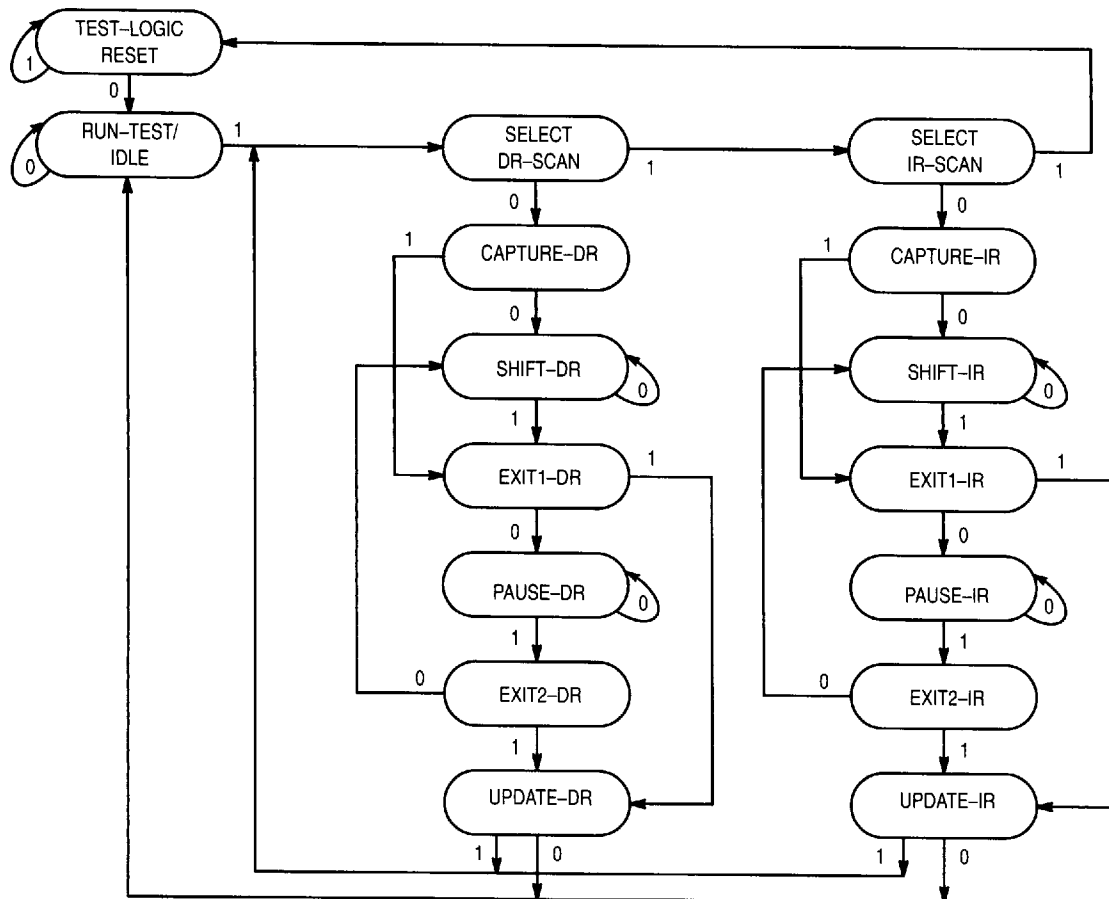 TEST–LOGIC
RESET
1
0
RUN–TEST/
IDLE
0
1
SELECT
DR–SCAN
1
SELECT
IR–SCAN
1
0
0
1
CAPTURE–DR
1
CAPTURE–IR
0
0
SHIFT–DR
0
SHIFT–IR
0
1
1
EXIT1–DR
1
EXIT1–IR
1
0
0
PAUSE–DR
0
PAUSE–IR
0
1
1
0
EXIT2–DR
0
EXIT2–IR
1
1
UPDATE–DR
UPDATE–IR
1
0
1
0